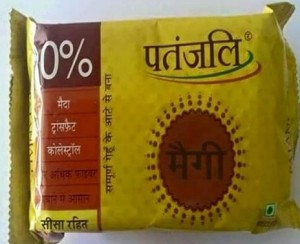 0%
पतंजलि®
मैदा
ट्रांसफ़ैट
कोलेस्ट्रॉल
सीसा रहित
सम्पूर्ण गेहूँ के आटे से बना
मैगी